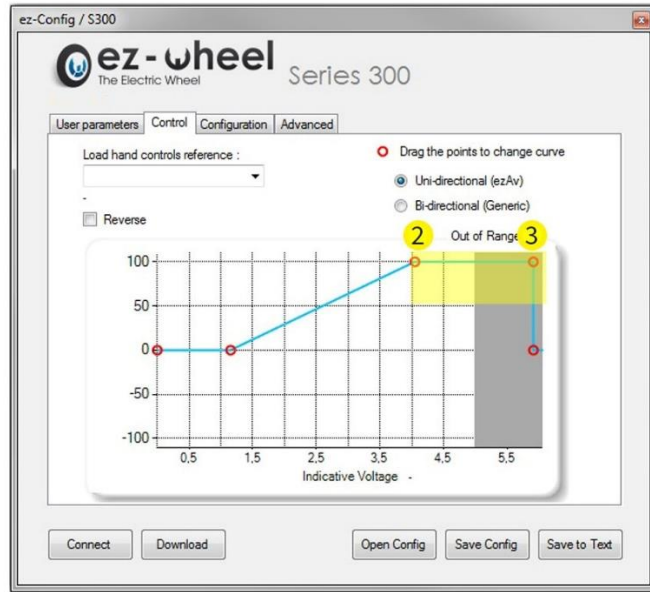 ez-Config / S300
ez-wheel
The Electric Wheel
Series 300
User parameters Control Configuration Advanced
Load hand controls reference :
Drag the points to change curve
Uni-directional (ezAv)
-
Bi-directional (Generic)
Reverse
2 Out of Range 3
100
50
0
-50
-100
0,5 1,5 2,5 3,5 4,5 5,5
Indicative Voltage -
Connect Download Open Config Save Config Save to Text